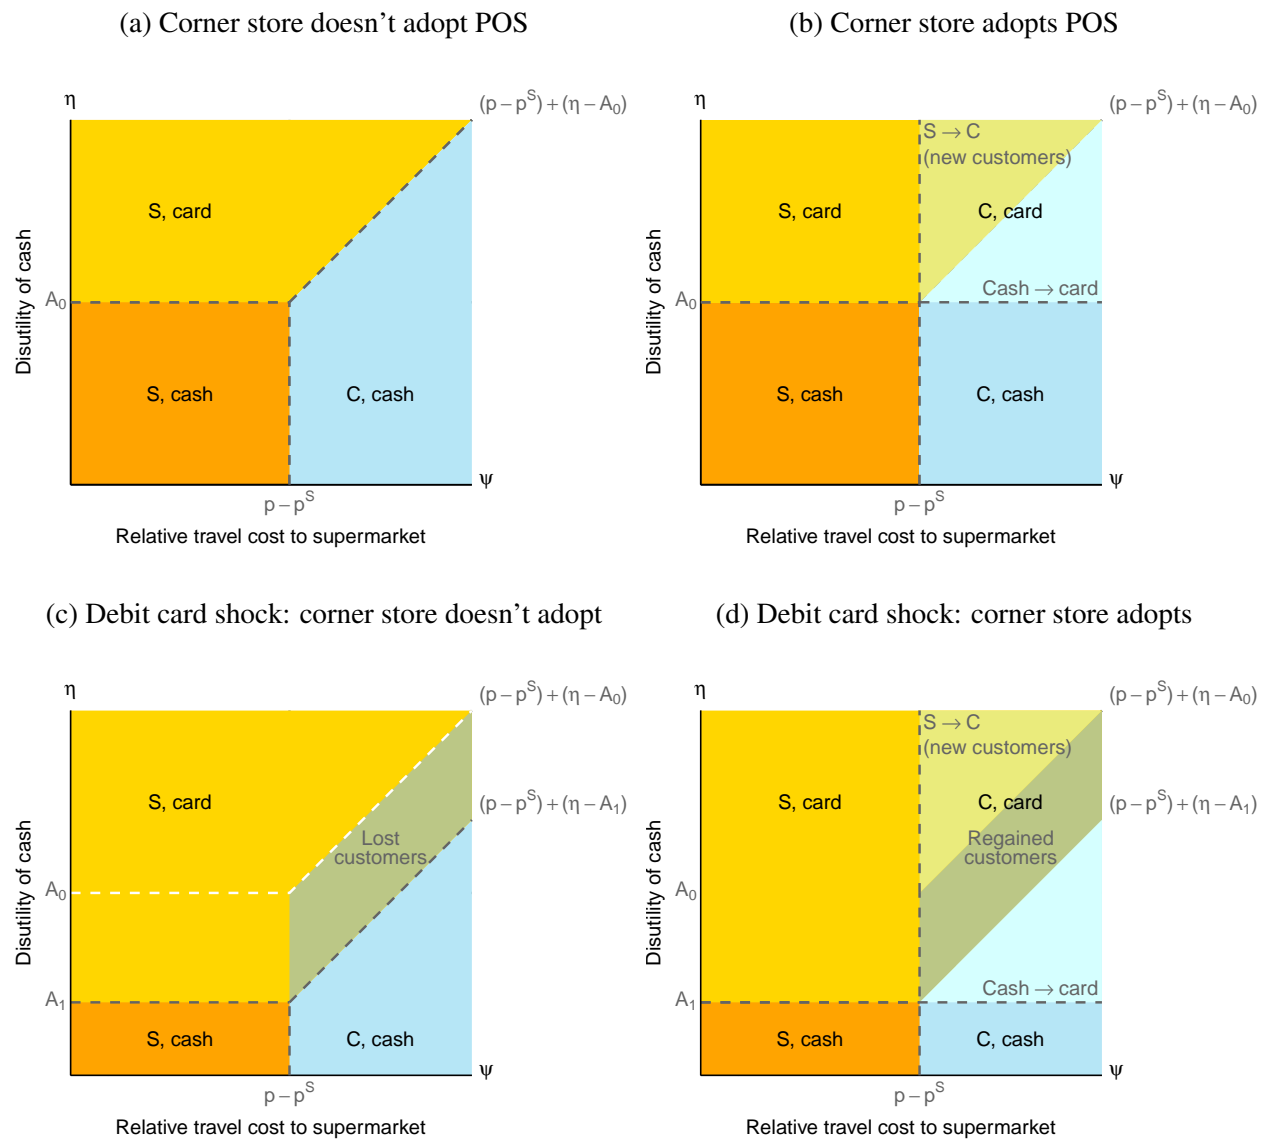 (a) Corner store doesn't adopt POS
η
(p − p^S) + (η − A₀)
S, card
Disutility of cash
A₀
S, cash
C, cash
ψ
p − p^S
Relative travel cost to supermarket
(b) Corner store adopts POS
η
(p − p^S) + (η − A₀)
S → C
(new customers)
S, card
C, card
Disutility of cash
Cash → card
A₀
S, cash
C, cash
ψ
p − p^S
Relative travel cost to supermarket
(c) Debit card shock: corner store doesn't adopt
η
(p − p^S) + (η − A₀)
S, card
(p − p^S) + (η − A₁)
Lost
customers
Disutility of cash
A₀
A₁
S, cash
C, cash
ψ
p − p^S
Relative travel cost to supermarket
(d) Debit card shock: corner store adopts
η
(p − p^S) + (η − A₀)
S → C
(new customers)
S, card
C, card
(p − p^S) + (η − A₁)
Regained
customers
Disutility of cash
A₀
Cash → card
A₁
S, cash
C, cash
ψ
p − p^S
Relative travel cost to supermarket